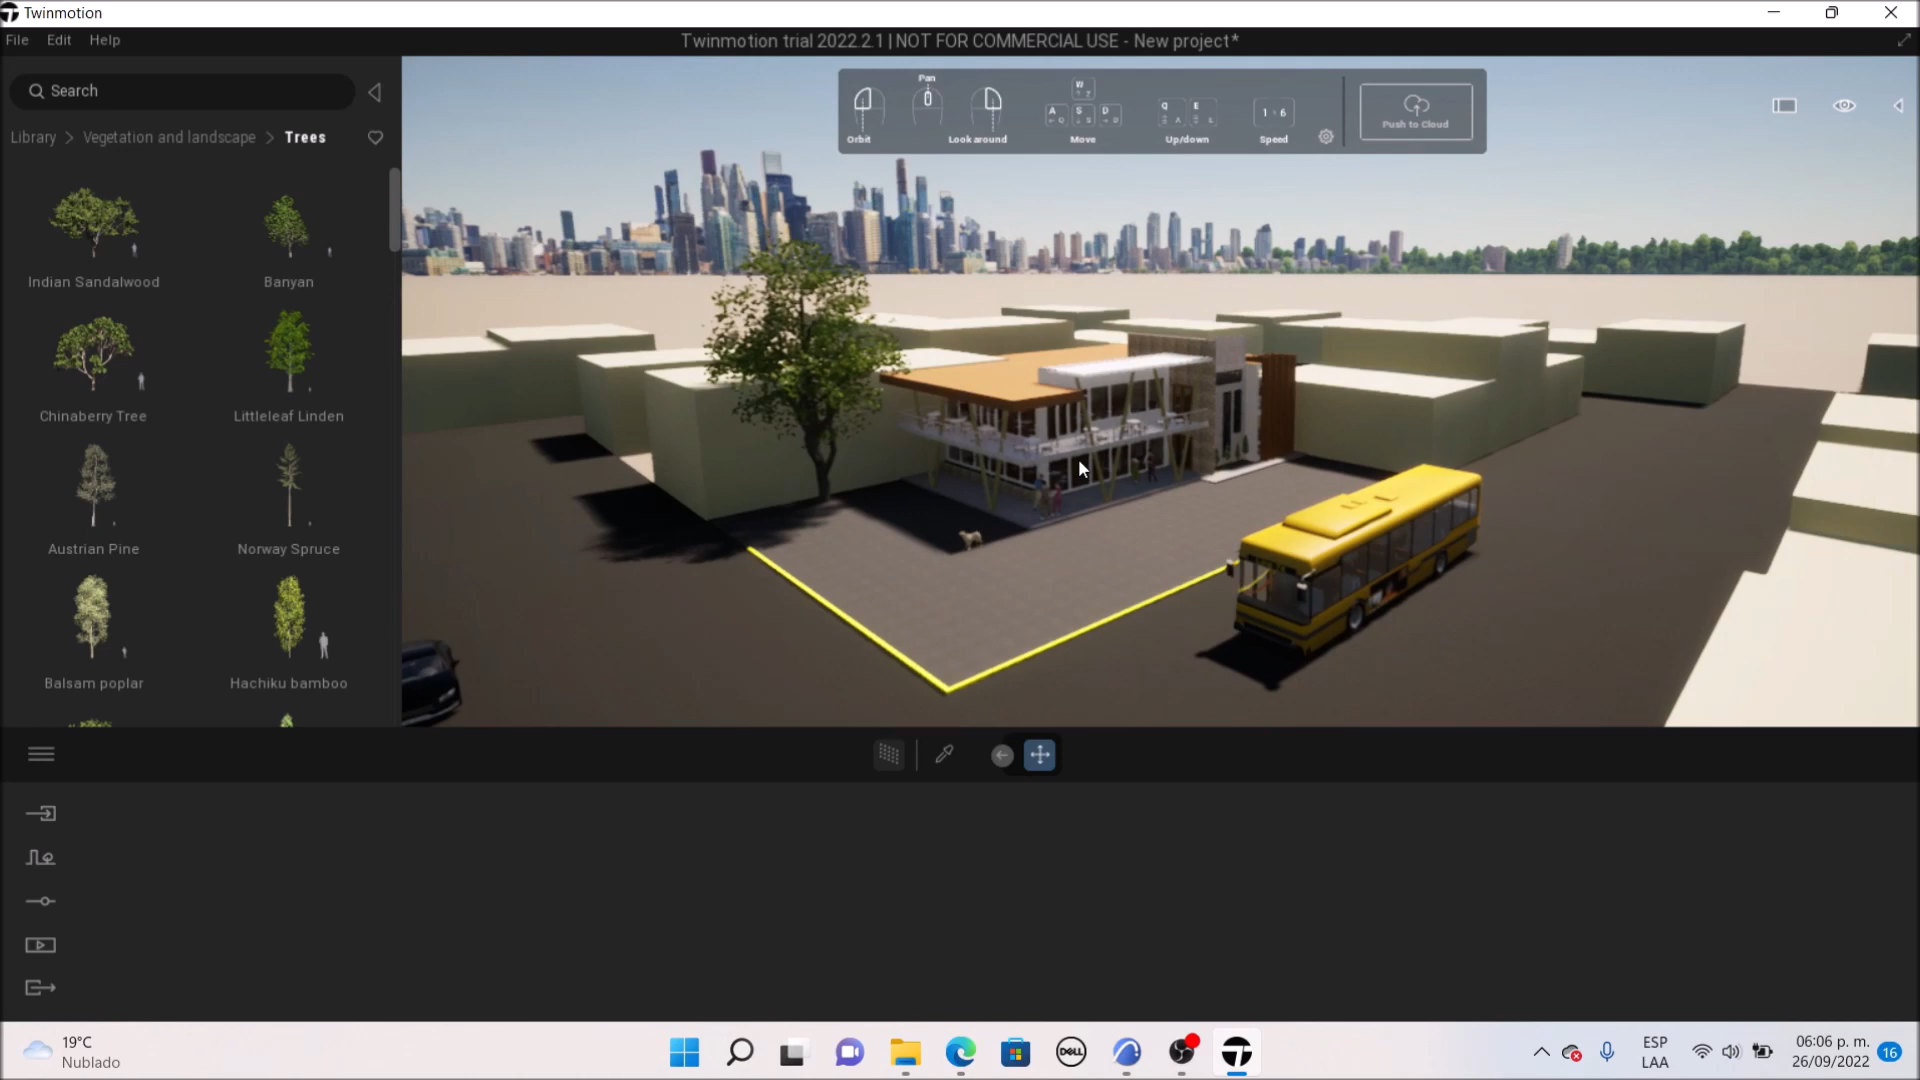 Twinmotion
File Edit Help
Twinmotion trial 2022.2.1 | NOT FOR COMMERCIAL USE - New project*
Search
Library > Vegetation and landscape > Trees
Indian Sandalwood
Banyan
Chinaberry Tree
Littleleaf Linden
Austrian Pine
Norway Spruce
Balsam poplar
Hachiku bamboo
Pan
W
A S D
Q E
1 6
Orbit
Look around
Move
Up/down
Speed
Push to Cloud
19°C
Nublado
DELL
ESP
LAA
06:06 p. m.
26/09/2022
16